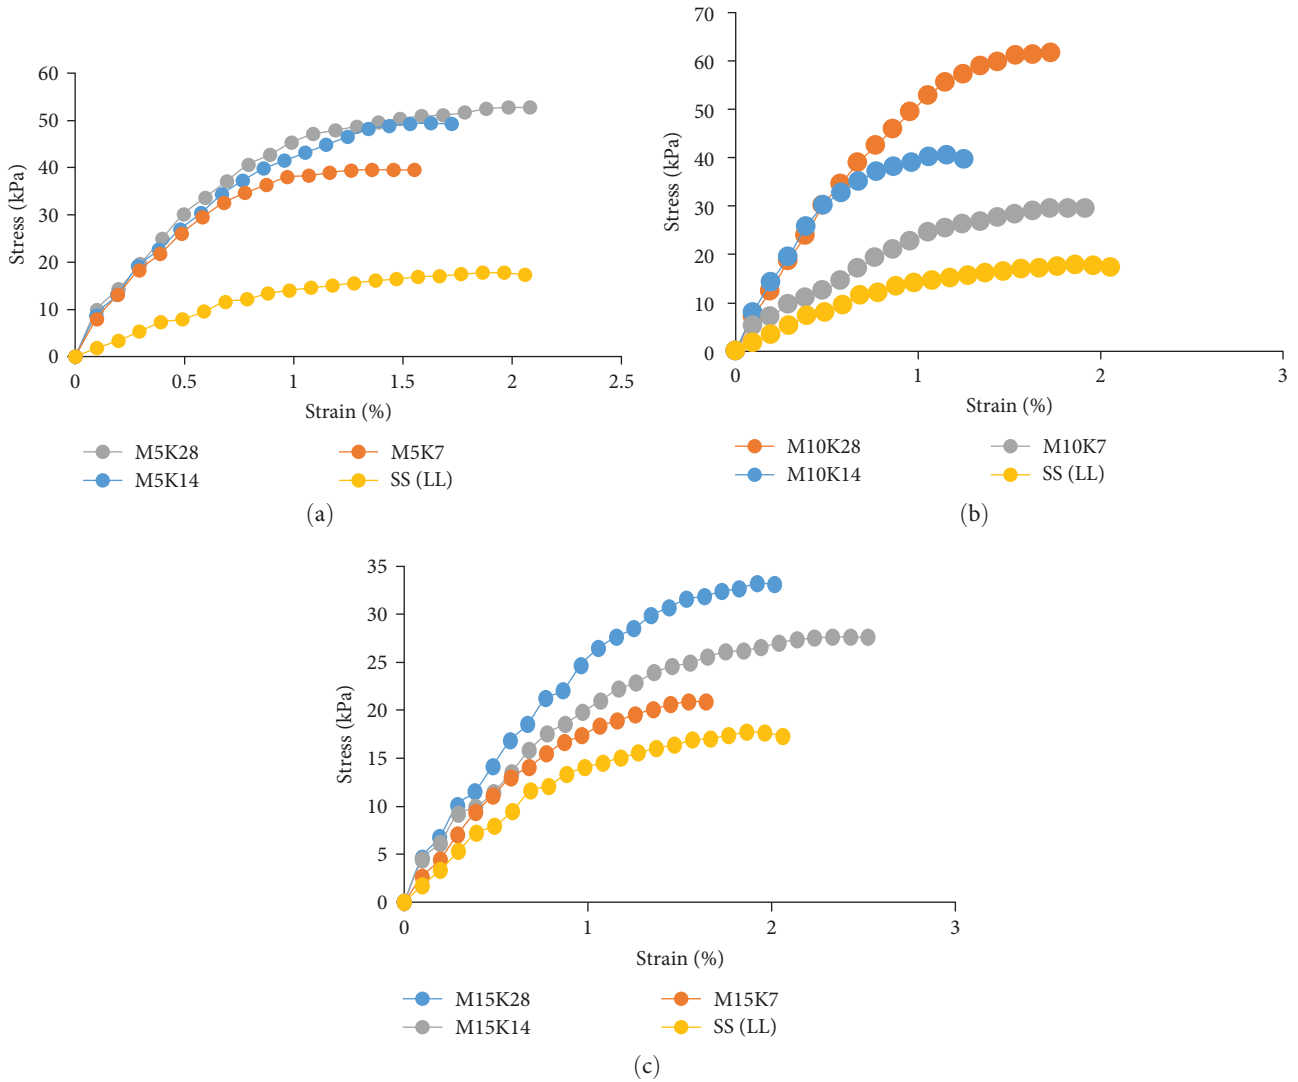 60
50
40
30
20
10
0
Stress (kPa)
0 0.5 1 1.5 2 2.5
Strain (%)
M5K28 M5K7
M5K14 SS (LL)
(a)
70
60
50
40
30
20
10
0
Stress (kPa)
0 1 2 3
Strain (%)
M10K28 M10K7
M10K14 SS (LL)
(b)
35
30
25
20
15
10
5
0
Stress (kPa)
0 1 2 3
Strain (%)
M15K28 M15K7
M15K14 SS (LL)
(c)